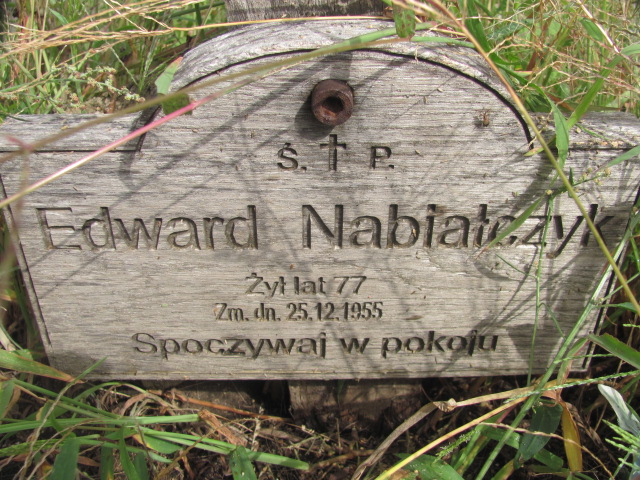 Ś. † P.
Edward Nabiałczyk
Żył lat 77
Zm. dn. 25.12.1955
Spoczywaj w pokoju